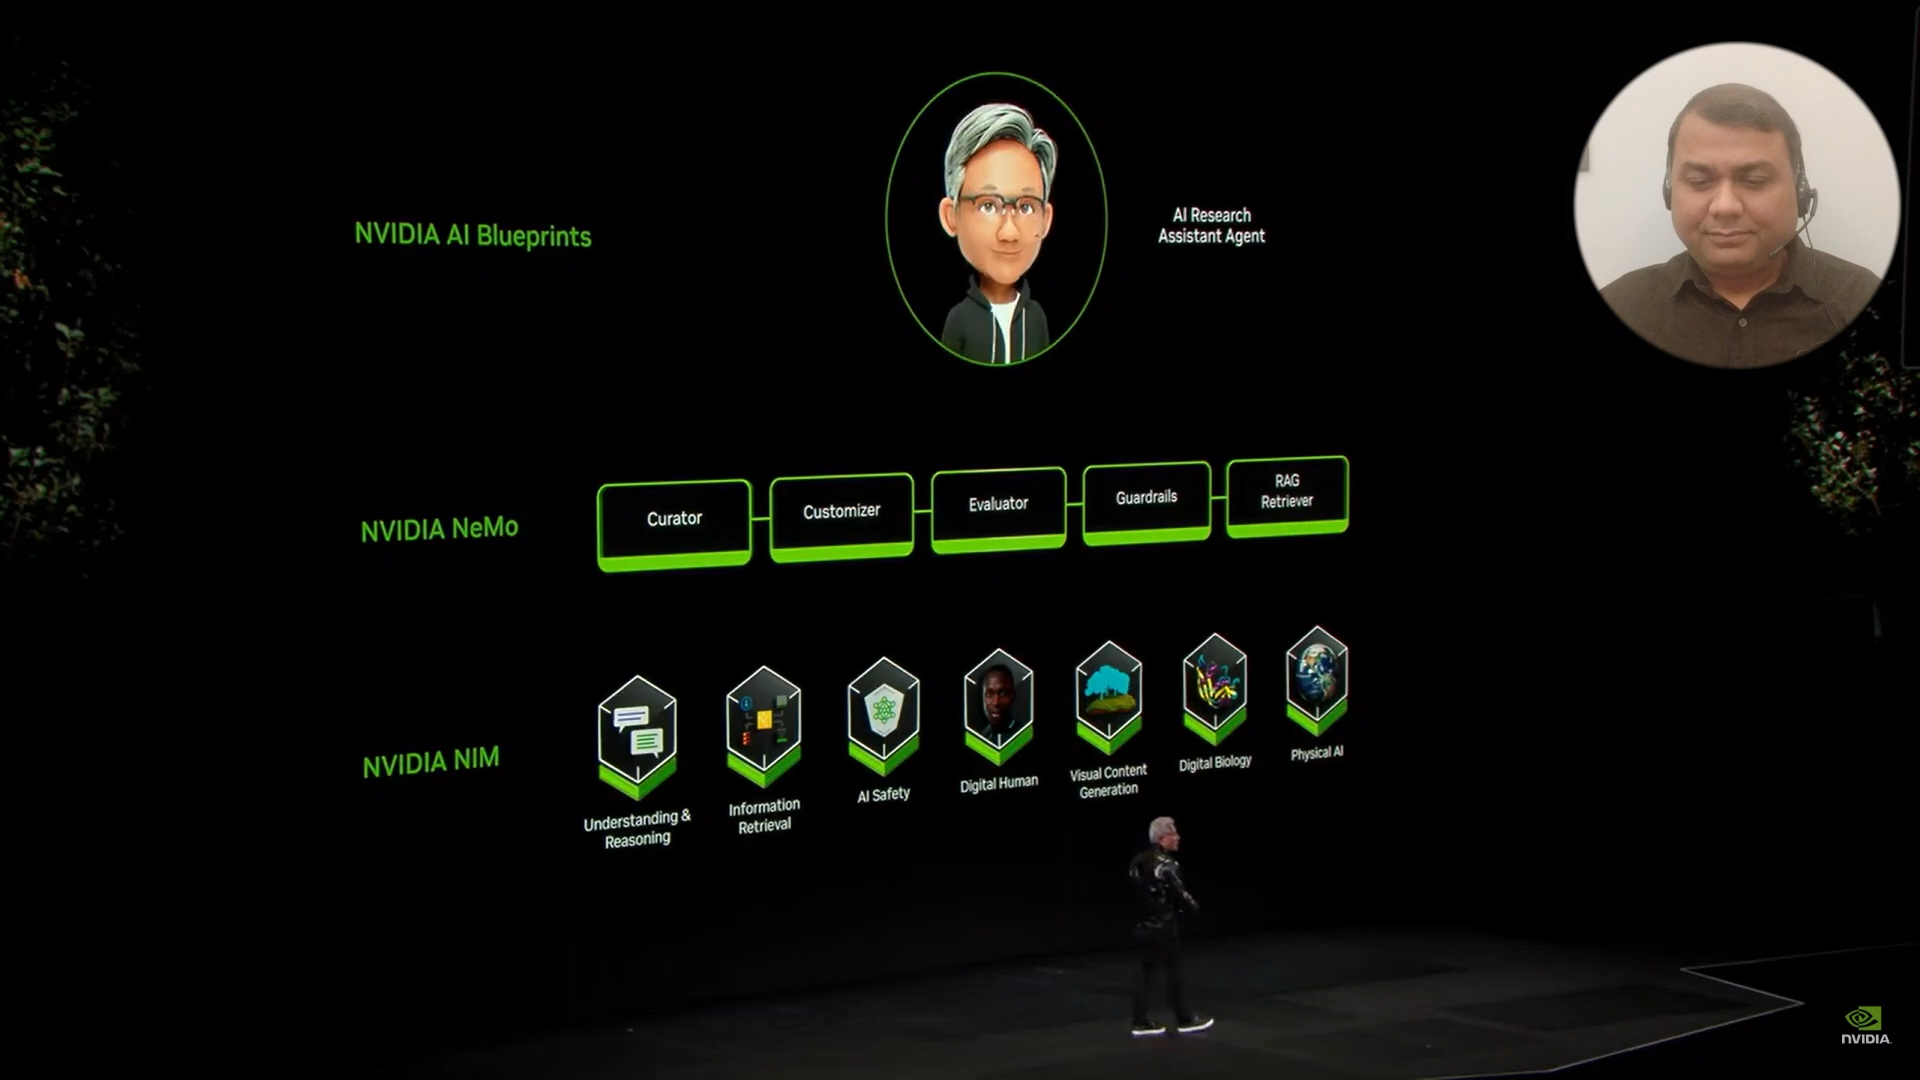 NVIDIA AI Blueprints
AI Research
Assistant Agent
NVIDIA NeMo
Curator
Customizer
Evaluator
Guardrails
RAG
Retriever
NVIDIA NIM
Understanding &
Reasoning
Information
Retrieval
AI Safety
Digital Human
Visual Content
Generation
Digital Biology
Physical AI
NVIDIA.